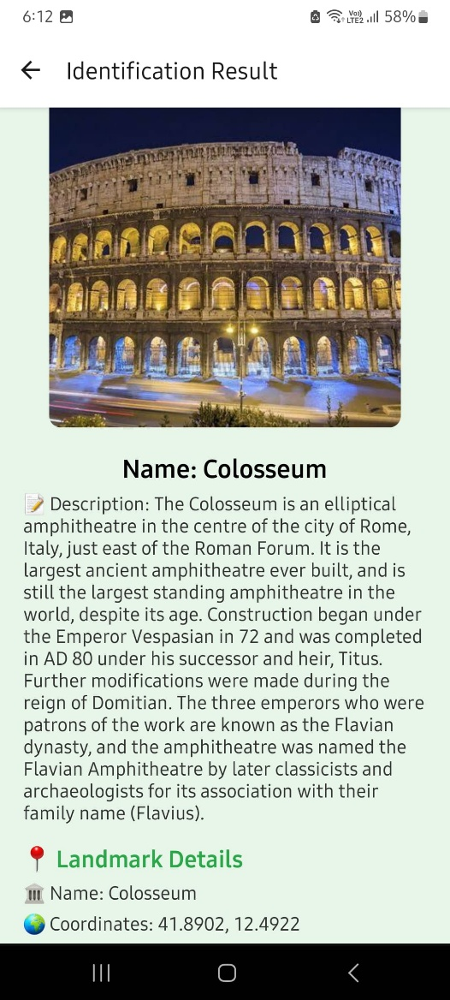 6:12 Vo)) LTE2 58%
Identification Result
Name: Colosseum
📝 Description: The Colosseum is an elliptical
amphitheatre in the centre of the city of Rome,
Italy, just east of the Roman Forum. It is the
largest ancient amphitheatre ever built, and is
still the largest standing amphitheatre in the
world, despite its age. Construction began under
the Emperor Vespasian in 72 and was completed
in AD 80 under his successor and heir, Titus.
Further modifications were made during the
reign of Domitian. The three emperors who were
patrons of the work are known as the Flavian
dynasty, and the amphitheatre was named the
Flavian Amphitheatre by later classicists and
archaeologists for its association with their
family name (Flavius).
📍 Landmark Details
🏛️ Name: Colosseum
🌍 Coordinates: 41.8902, 12.4922